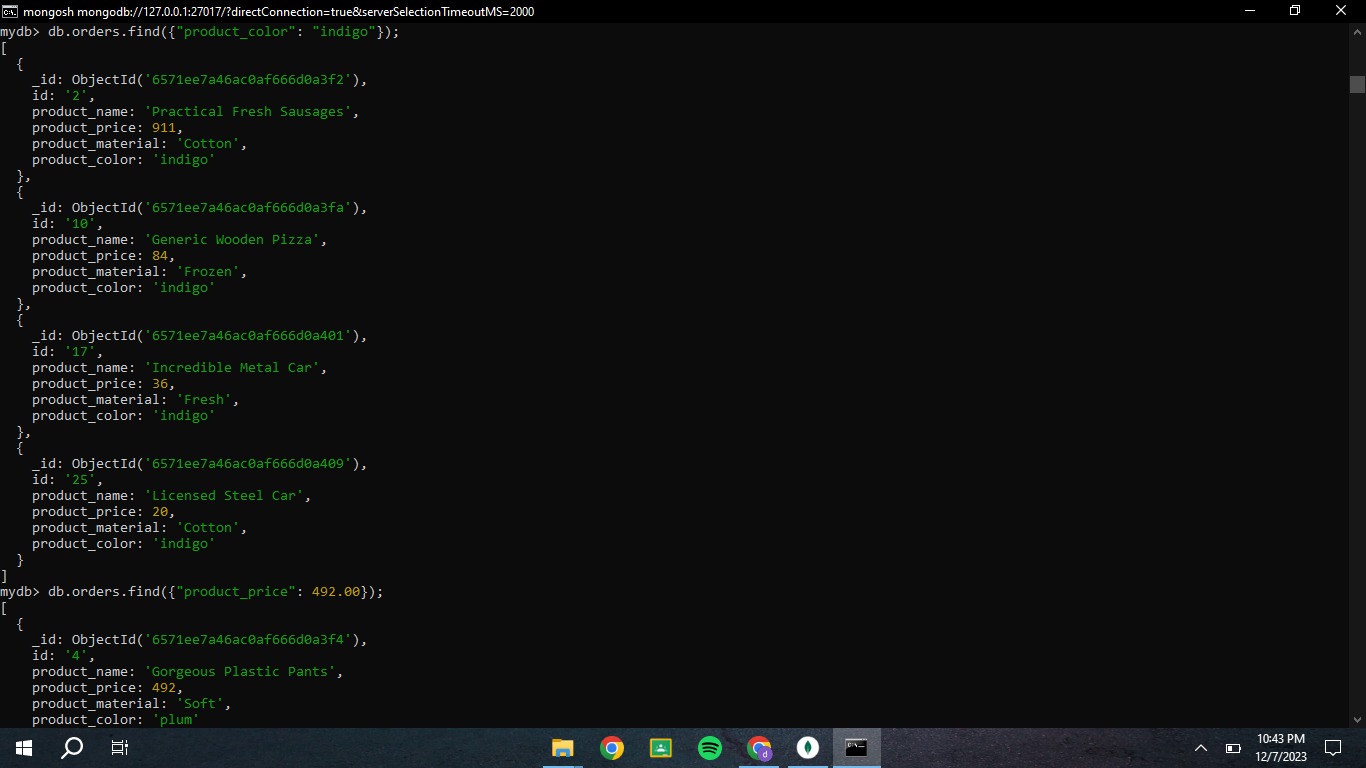 mongosh mongodb://127.0.0.1:27017/?directConnection=true&serverSelectionTimeoutMS=2000
mydb> db.orders.find({"product_color": "indigo"});
[
  {
    _id: ObjectId('6571ee7a46ac0af666d0a3f2'),
    id: '2',
    product_name: 'Practical Fresh Sausages',
    product_price: 911,
    product_material: 'Cotton',
    product_color: 'indigo'
  },
  {
    _id: ObjectId('6571ee7a46ac0af666d0a3fa'),
    id: '10',
    product_name: 'Generic Wooden Pizza',
    product_price: 84,
    product_material: 'Frozen',
    product_color: 'indigo'
  },
  {
    _id: ObjectId('6571ee7a46ac0af666d0a401'),
    id: '17',
    product_name: 'Incredible Metal Car',
    product_price: 36,
    product_material: 'Fresh',
    product_color: 'indigo'
  },
  {
    _id: ObjectId('6571ee7a46ac0af666d0a409'),
    id: '25',
    product_name: 'Licensed Steel Car',
    product_price: 20,
    product_material: 'Cotton',
    product_color: 'indigo'
  }
]
mydb> db.orders.find({"product_price": 492.00});
[
  {
    _id: ObjectId('6571ee7a46ac0af666d0a3f4'),
    id: '4',
    product_name: 'Gorgeous Plastic Pants',
    product_price: 492,
    product_material: 'Soft',
    product_color: 'plum'
10:43 PM
12/7/2023